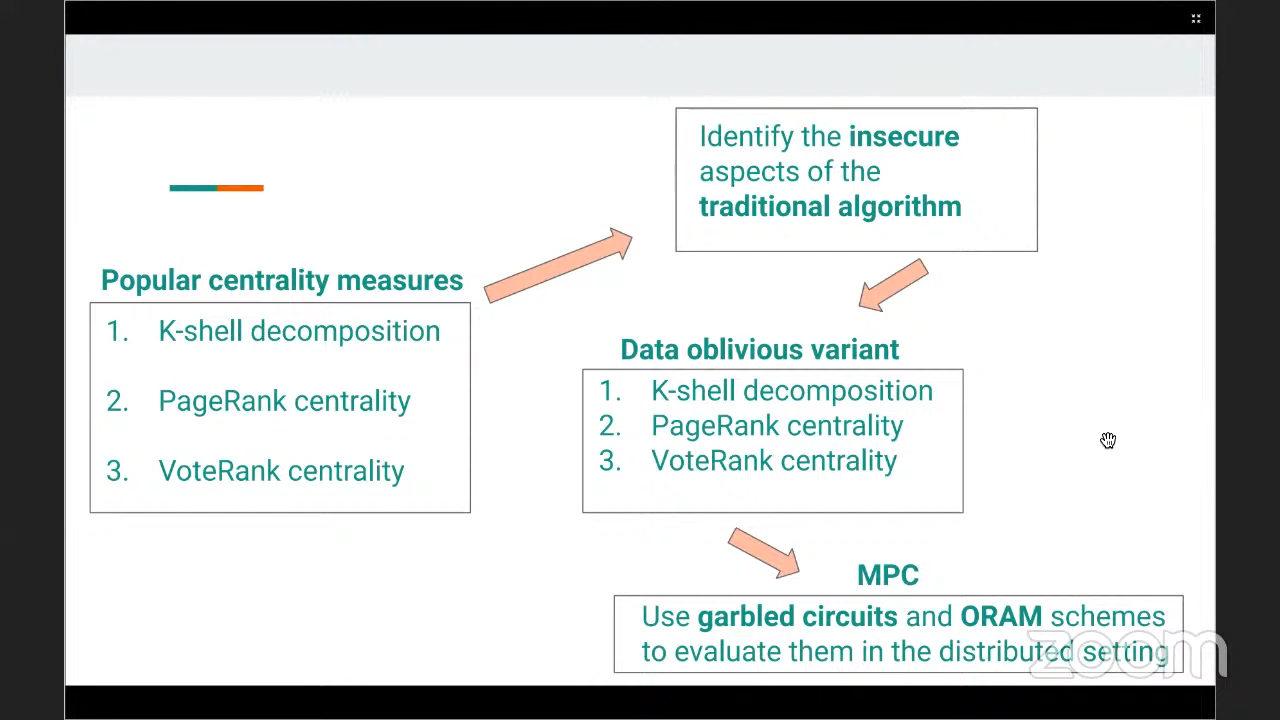 Identify the insecure
aspects of the
traditional algorithm
Popular centrality measures
1. K-shell decomposition
2. PageRank centrality
3. VoteRank centrality
Data oblivious variant
1. K-shell decomposition
2. PageRank centrality
3. VoteRank centrality
MPC
Use garbled circuits and ORAM schemes
to evaluate them in the distributed setting
zoom